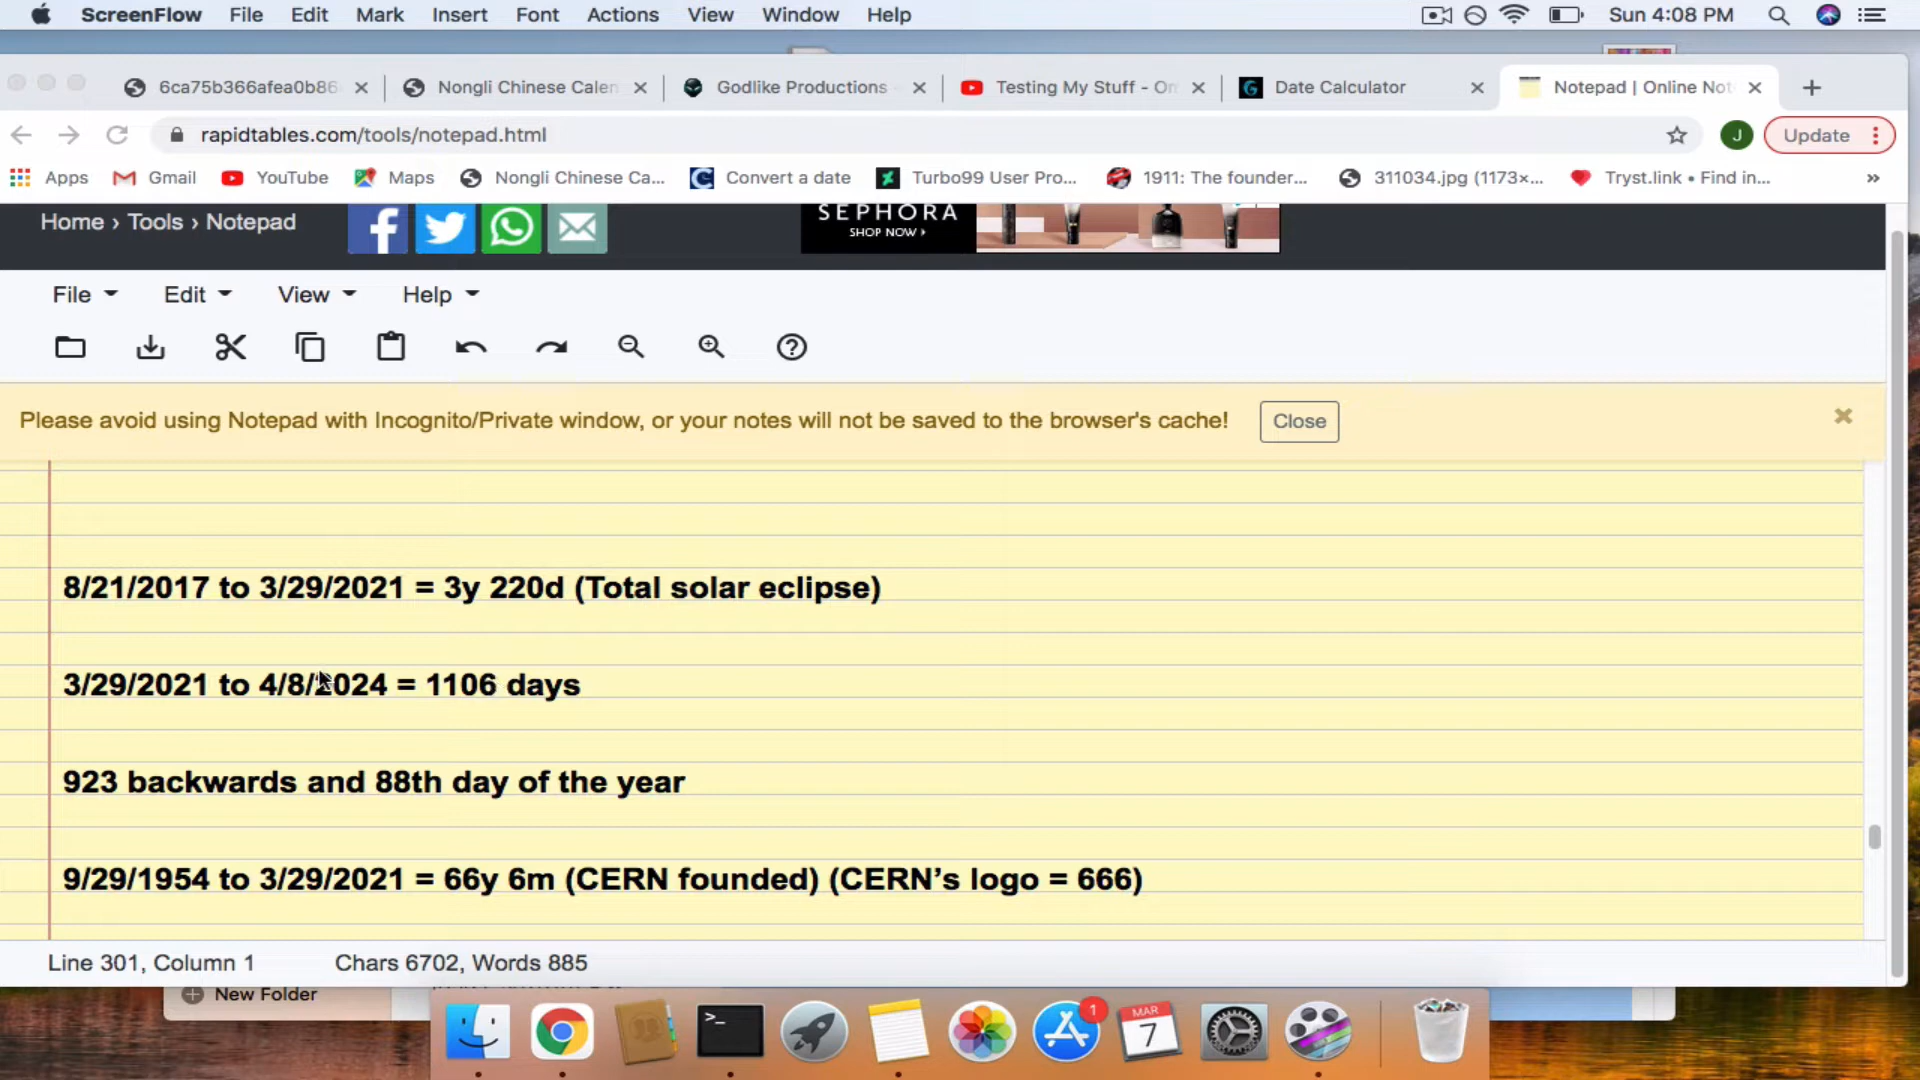 ScreenFlow File Edit Mark Insert Font Actions View Window Help Sun 4:08 PM
6ca75b366afea0b86 Nongli Chinese Calen Godlike Productions Testing My Stuff - On Date Calculator Notepad | Online Not
rapidtables.com/tools/notepad.html J Update
Apps Gmail YouTube Maps Nongli Chinese Ca... Convert a date Turbo99 User Pro... 1911: The founder... 311034.jpg (1173×... Tryst.link • Find in... »
Home › Tools › Notepad SEPHORA
SHOP NOW
File Edit View Help
Please avoid using Notepad with Incognito/Private window, or your notes will not be saved to the browser's cache! Close
8/21/2017 to 3/29/2021 = 3y 220d (Total solar eclipse)
3/29/2021 to 4/8/2024 = 1106 days
923 backwards and 88th day of the year
9/29/1954 to 3/29/2021 = 66y 6m (CERN founded) (CERN’s logo = 666)
Line 301, Column 1 Chars 6702, Words 885
New Folder
1
MAR
7